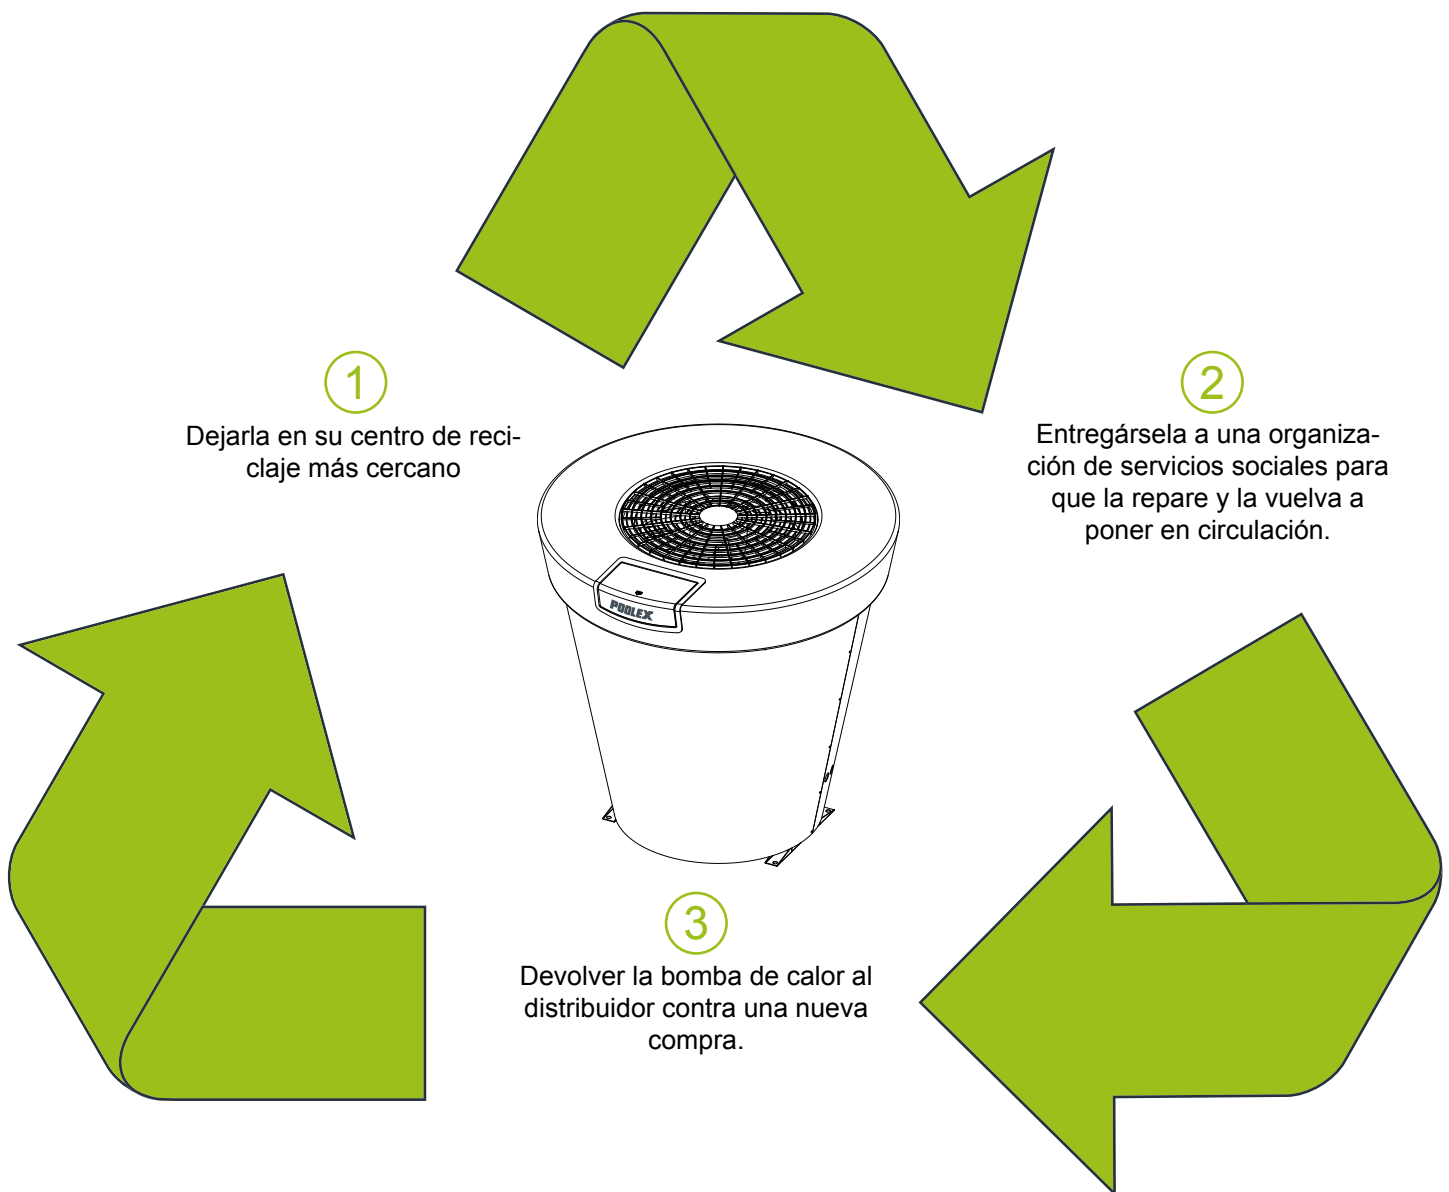 1
Dejarla en su centro de reci-
claje más cercano
2
Entregársela a una organiza-
ción de servicios sociales para
que la repare y la vuelva a
poner en circulación.
POOLEX
3
Devolver la bomba de calor al
distribuidor contra una nueva
compra.